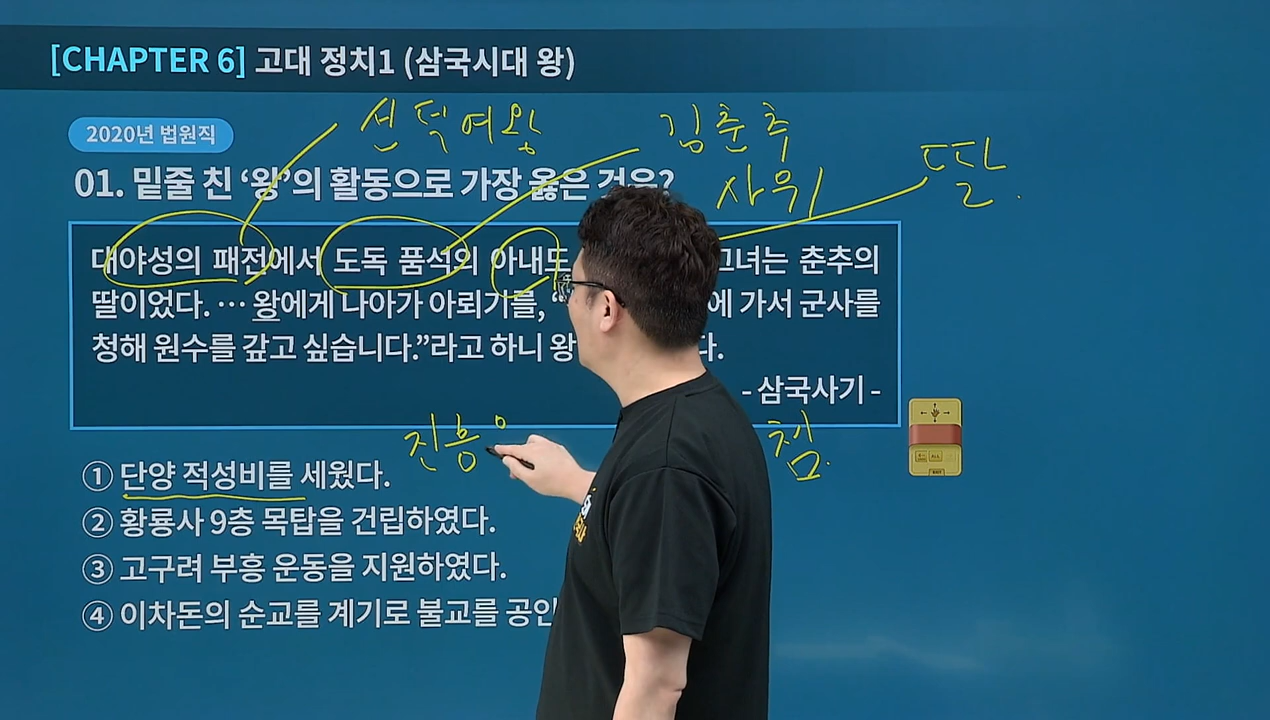 [CHAPTER 6] 고대 정치1 (삼국시대 왕)
선덕여왕
김춘추
2020년 법원직
딸.
01. 밑줄 친 ‘왕’의 활동으로 가장 옳은 것은?
사위
대야성의 패전에서 도독 품석의 아내도 그녀는 춘추의
딸이었다. … 왕에게 나아가 아뢰기를, “ 에 가서 군사를
청해 원수를 갚고 싶습니다.”라고 하니 왕 다.
- 삼국사기 -
진흥
① 단양 적성비를 세웠다.
② 황룡사 9층 목탑을 건립하였다.
③ 고구려 부흥 운동을 지원하였다.
④ 이차돈의 순교를 계기로 불교를 공인